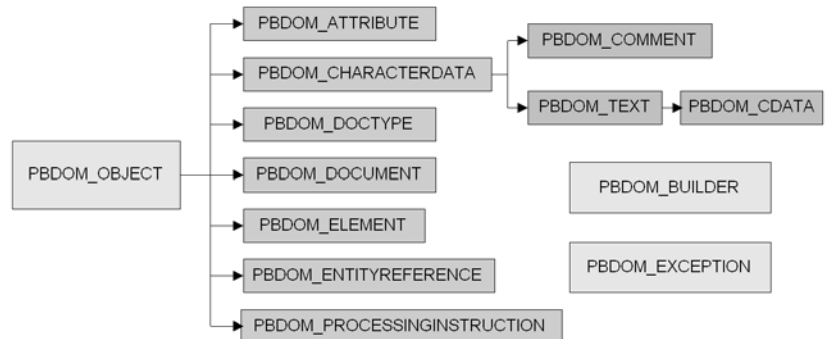 PBDOM_ATTRIBUTE
PBDOM_COMMENT
PBDOM_CHARACTERDATA
PBDOM_TEXT
PBDOM_CDATA
PBDOM_DOCTYPE
PBDOM_OBJECT
PBDOM_DOCUMENT
PBDOM_BUILDER
PBDOM_ELEMENT
PBDOM_ENTITYREFERENCE
PBDOM_EXCEPTION
PBDOM_PROCESSINGINSTRUCTION